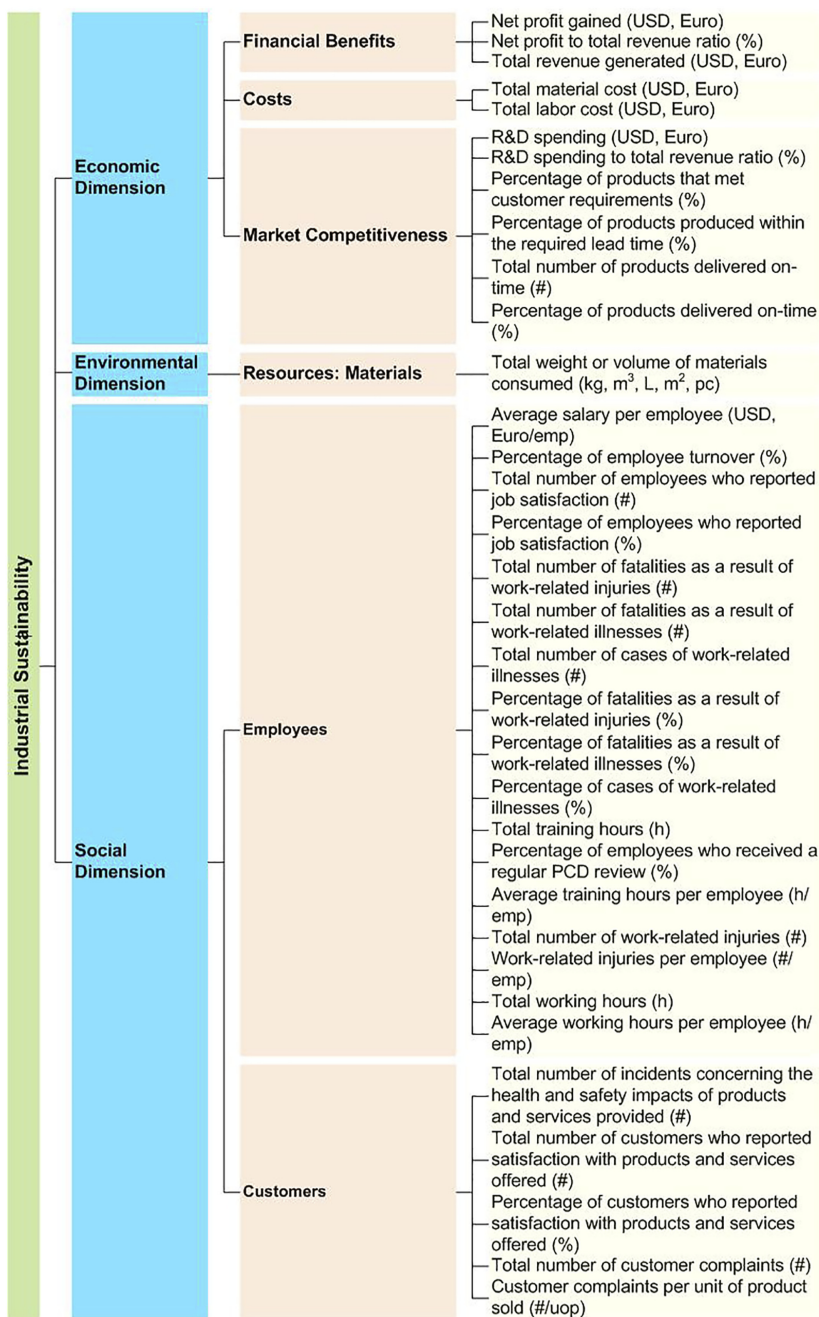 Industrial Sustainability
Economic
Dimension
Financial Benefits
Net profit gained (USD, Euro)
Net profit to total revenue ratio (%)
Total revenue generated (USD, Euro)
Costs
Total material cost (USD, Euro)
Total labor cost (USD, Euro)
Market Competitiveness
R&D spending (USD, Euro)
R&D spending to total revenue ratio (%)
Percentage of products that met
customer requirements (%)
Percentage of products produced within
the required lead time (%)
Total number of products delivered on-
time (#)
Percentage of products delivered on-time
(%)
Environmental
Dimension
Resources: Materials
Total weight or volume of materials
consumed (kg, m³, L, m², pc)
Social
Dimension
Employees
Average salary per employee (USD,
Euro/emp)
Percentage of employee turnover (%)
Total number of employees who reported
job satisfaction (#)
Percentage of employees who reported
job satisfaction (%)
Total number of fatalities as a result of
work-related injuries (#)
Total number of fatalities as a result of
work-related illnesses (#)
Total number of cases of work-related
illnesses (#)
Percentage of fatalities as a result of
work-related injuries (%)
Percentage of fatalities as a result of
work-related illnesses (%)
Percentage of cases of work-related
illnesses (%)
Total training hours (h)
Percentage of employees who received a
regular PCD review (%)
Average training hours per employee (h/
emp)
Total number of work-related injuries (#)
Work-related injuries per employee (#/
emp)
Total working hours (h)
Average working hours per employee (h/
emp)
Customers
Total number of incidents concerning the
health and safety impacts of products
and services provided (#)
Total number of customers who reported
satisfaction with products and services
offered (#)
Percentage of customers who reported
satisfaction with products and services
offered (%)
Total number of customer complaints (#)
Customer complaints per unit of product
sold (#/uop)